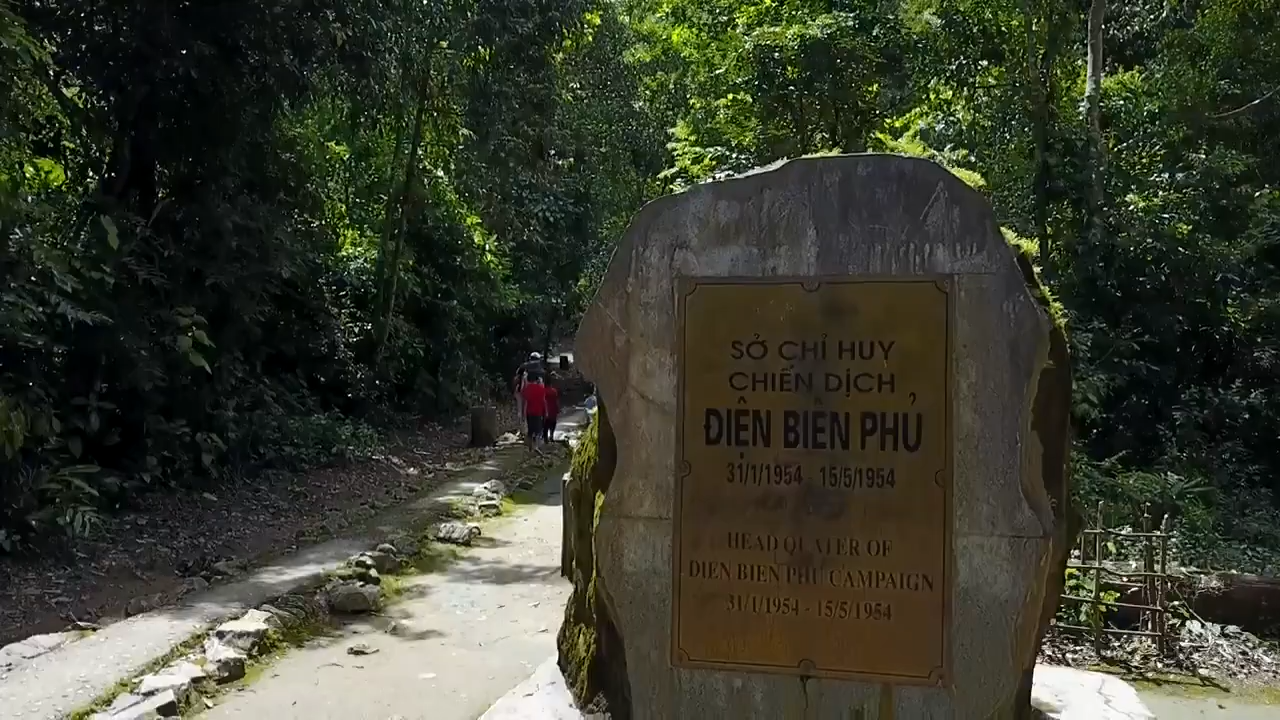 SỞ CHỈ HUY
CHIẾN DỊCH
ĐIỆN BIÊN PHỦ
31/1/1954 - 15/5/1954
HEAD QUATER OF
DIEN BIEN PHU CAMPAIGN
31/1/1954 - 15/5/1954